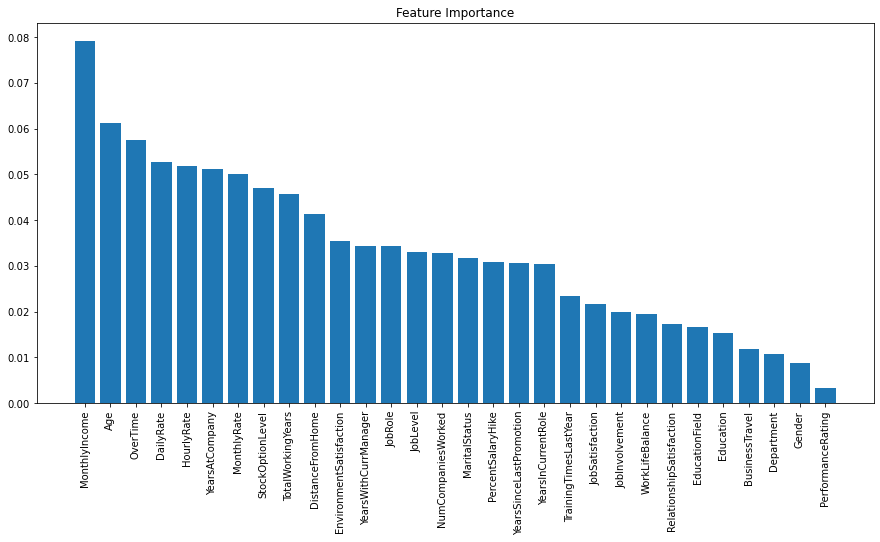 Feature Importance
0.08
0.07
0.06
0.05
0.04
0.03
0.02
0.01
0.00
MonthlyIncome
Age
OverTime
DailyRate
HourlyRate
YearsAtCompany
MonthlyRate
StockOptionLevel
TotalWorkingYears
DistanceFromHome
EnvironmentSatisfaction
YearsWithCurrManager
JobRole
JobLevel
NumCompaniesWorked
MaritalStatus
PercentSalaryHike
YearsSinceLastPromotion
YearsInCurrentRole
TrainingTimesLastYear
JobSatisfaction
JobInvolvement
WorkLifeBalance
RelationshipSatisfaction
EducationField
Education
BusinessTravel
Department
Gender
PerformanceRating